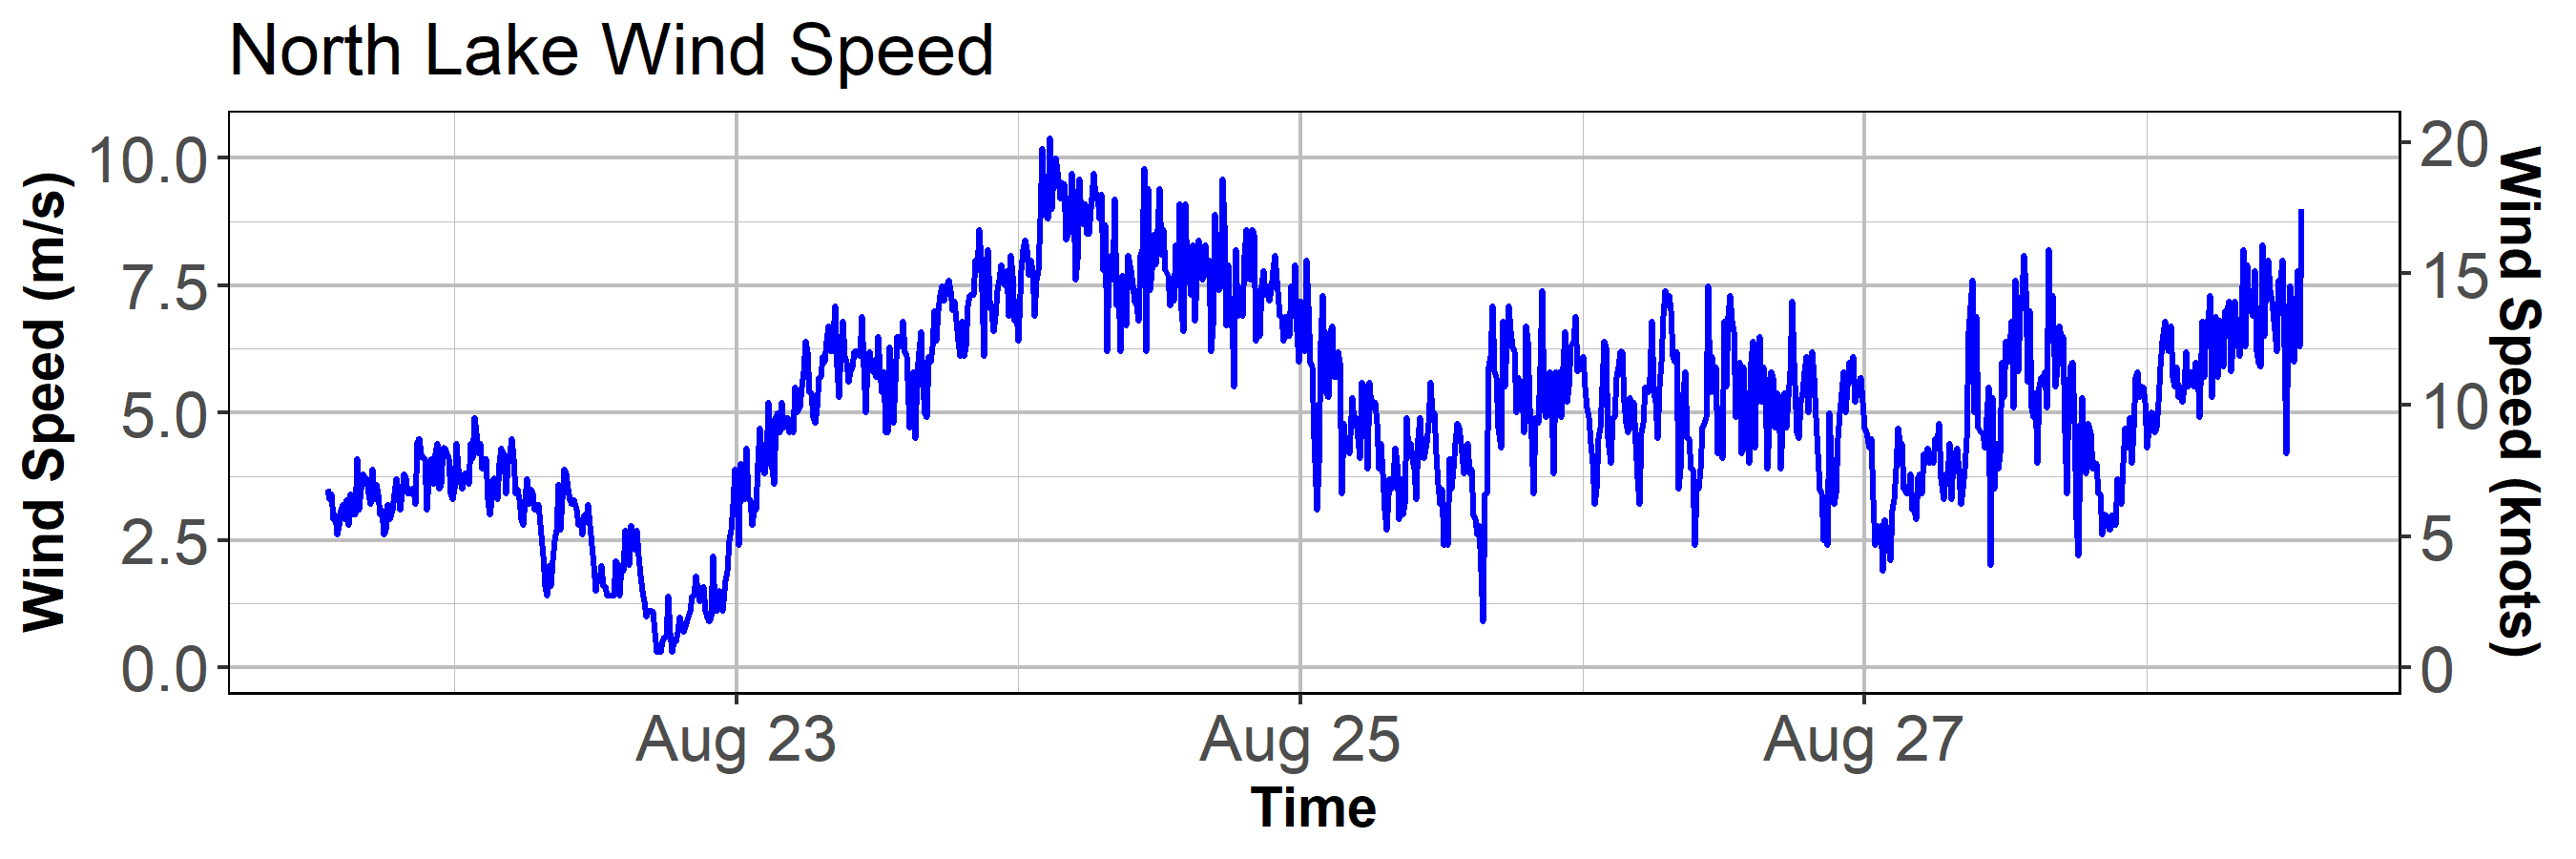 North Lake Wind Speed
Wind Speed (m/s)
10.0
7.5
5.0
2.5
0.0
20
15
10
5
0
Wind Speed (knots)
Aug 23
Aug 25
Aug 27
Time